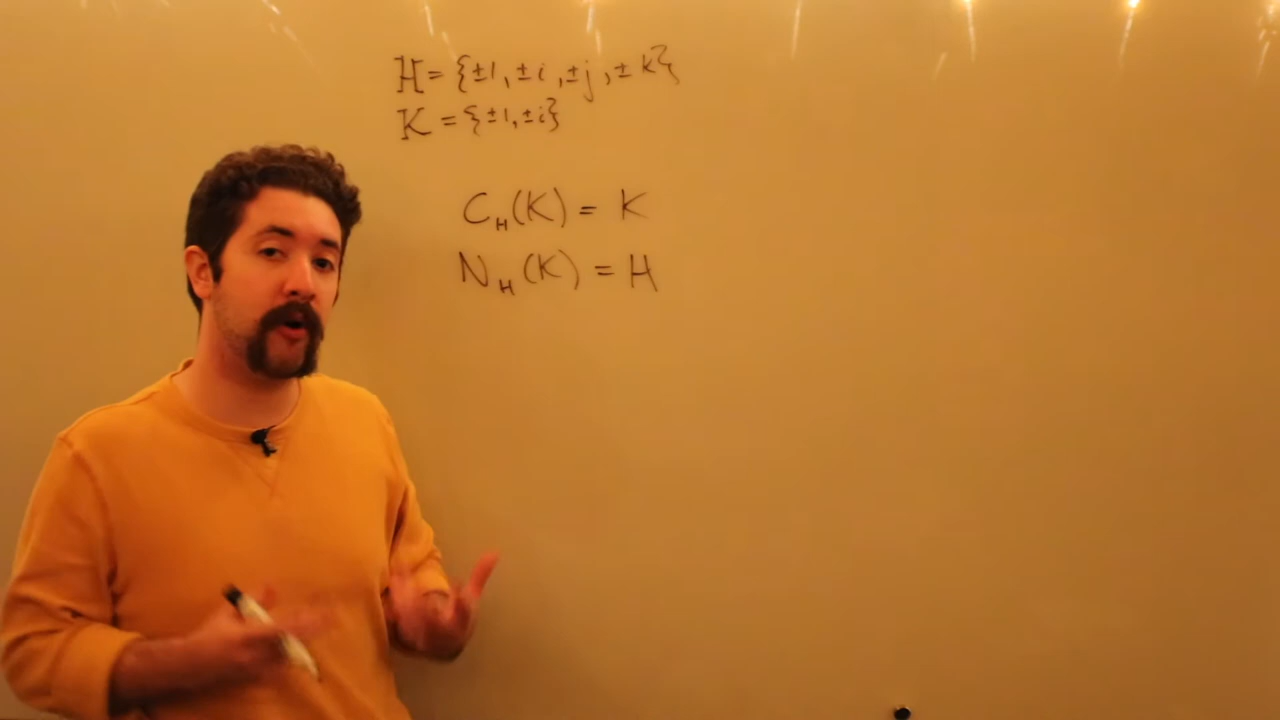 H = {±1, ±i, ±j, ±k}
K = {±1, ±i}
C_H(K) = K
N_H(K) = H